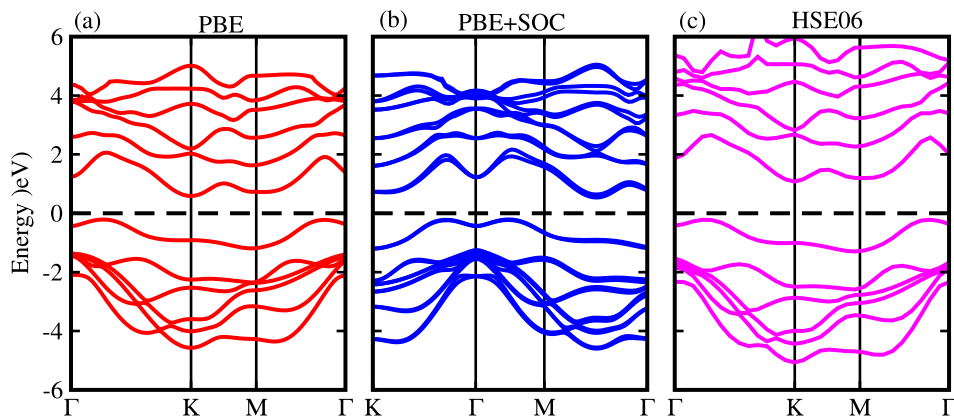 (a) PBE
(b) PBE+SOC
(c) HSE06
Energy )eV)
6
4
2
0
-2
-4
-6
Γ K M Γ
K Γ M Γ
Γ K M Γ